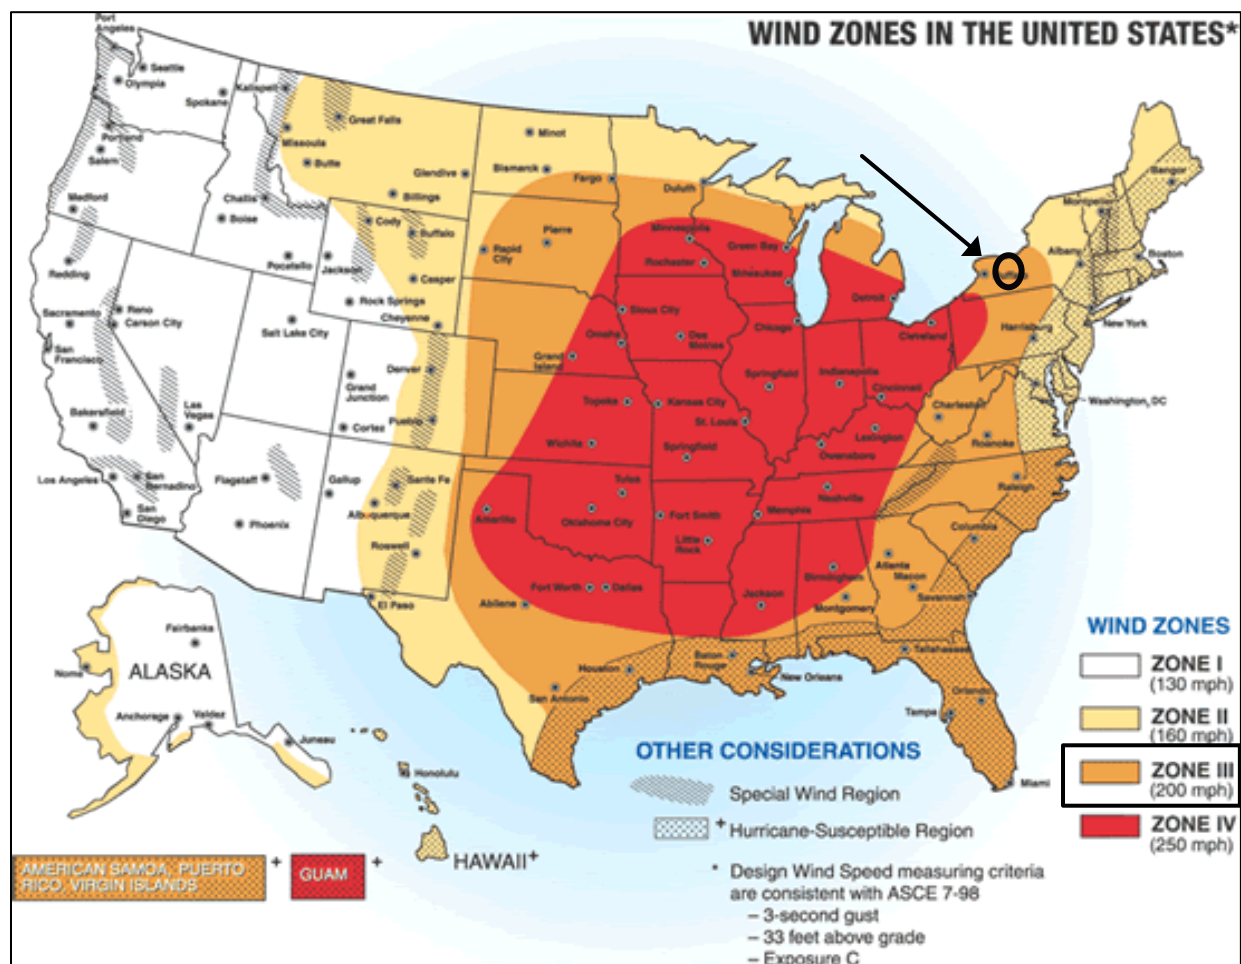 WIND ZONES IN THE UNITED STATES*
Port
Angeles
Seattle
Olympia
Spokane
Kalispell
Portland
Salem
Medford
Missoula
Great Falls
Butte
Glendive
Billings
Challis
Boise
Pocatello
Cody
Buffalo
Jackson
Casper
Rock Springs
Cheyenne
Minot
Bismarck
Fargo
Pierre
Rapid
City
Duluth
Minneapolis
Rochester
Green Bay
Milwaukee
Detroit
Chicago
Cleveland
Sioux City
Des
Moines
Omaha
Grand
Island
Redding
Sacramento
San
Francisco
Reno
Carson City
Salt Lake City
Bakersfield
Las
Vegas
Los Angeles
San
Bernadino
San
Diego
Flagstaff
Phoenix
Grand
Junction
Cortez
Denver
Pueblo
Gallup
Sante Fe
Albuquerque
Roswell
El Paso
Topeka
Kansas City
Wichita
Springfield
St. Louis
Springfield
Indianapolis
Cincinnati
Lexington
Owensboro
Charleston
Roanoke
Raleigh
Harrisburg
Washington, DC
New York
Albany
Boston
Montpelier
Bangor
Tulsa
Oklahoma City
Amarillo
Fort Smith
Little
Rock
Memphis
Nashville
Fort Worth
Dallas
Abilene
Jackson
Birmingham
Montgomery
Atlanta
Macon
Columbia
Savannah
Tallahassee
Orlando
Tampa
Miami
Houston
San Antonio
Baton
Rouge
New Orleans
Fairbanks
ALASKA
Nome
Anchorage
Valdez
Juneau
Honolulu
HAWAII+
AMERICAN SAMOA, PUERTO
RICO, VIRGIN ISLANDS
+
GUAM
+
OTHER CONSIDERATIONS
Special Wind Region
+ Hurricane-Susceptible Region
* Design Wind Speed measuring criteria
are consistent with ASCE 7-98
– 3-second gust
– 33 feet above grade
– Exposure C
WIND ZONES
ZONE I
(130 mph)
ZONE II
(160 mph)
ZONE III
(200 mph)
ZONE IV
(250 mph)